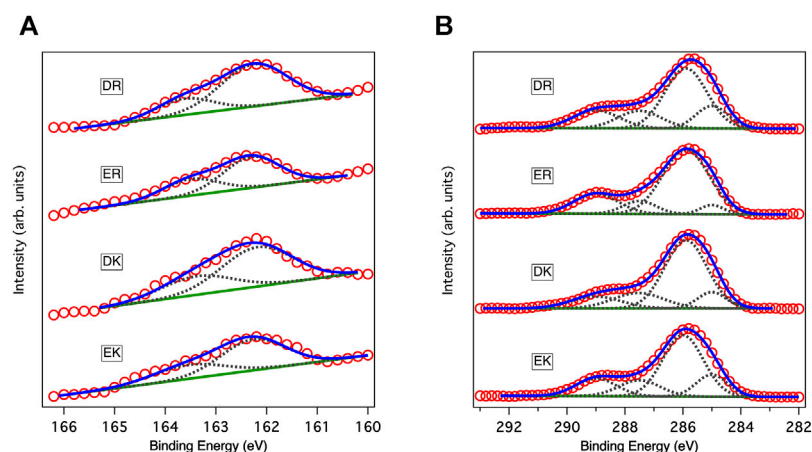 A
DR
ER
DK
EK
Intensity (arb. units)
166 165 164 163 162 161 160
Binding Energy (eV)
B
DR
ER
DK
EK
Intensity (arb. units)
292 290 288 286 284 282
Binding Energy (eV)